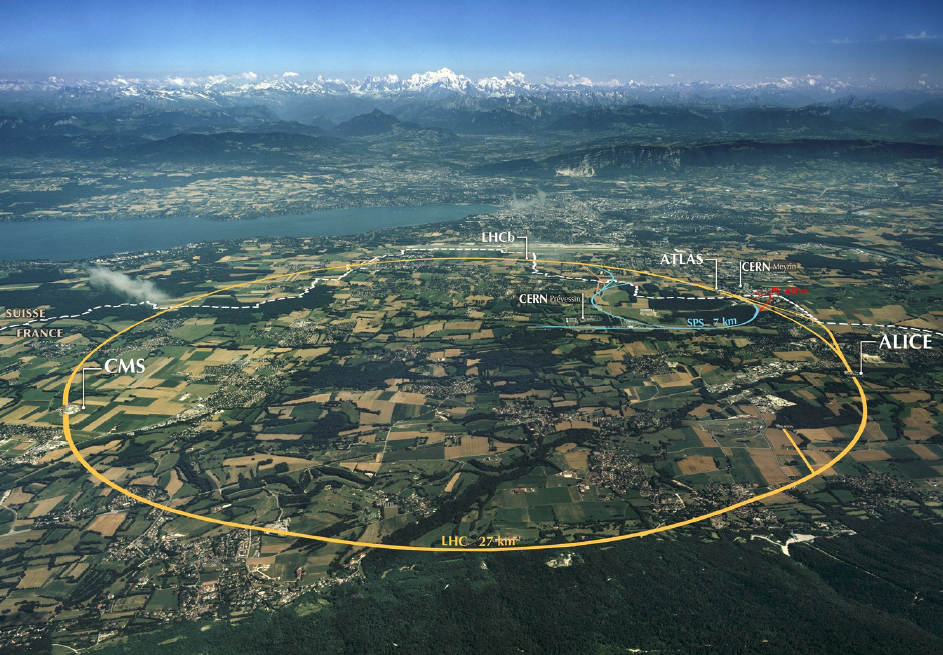 LHCb
ATLAS
CERN Meyrin
CERN Prévessin
SUISSE
FRANCE
SPS 7 km
ALICE
CMS
LHC 27 km